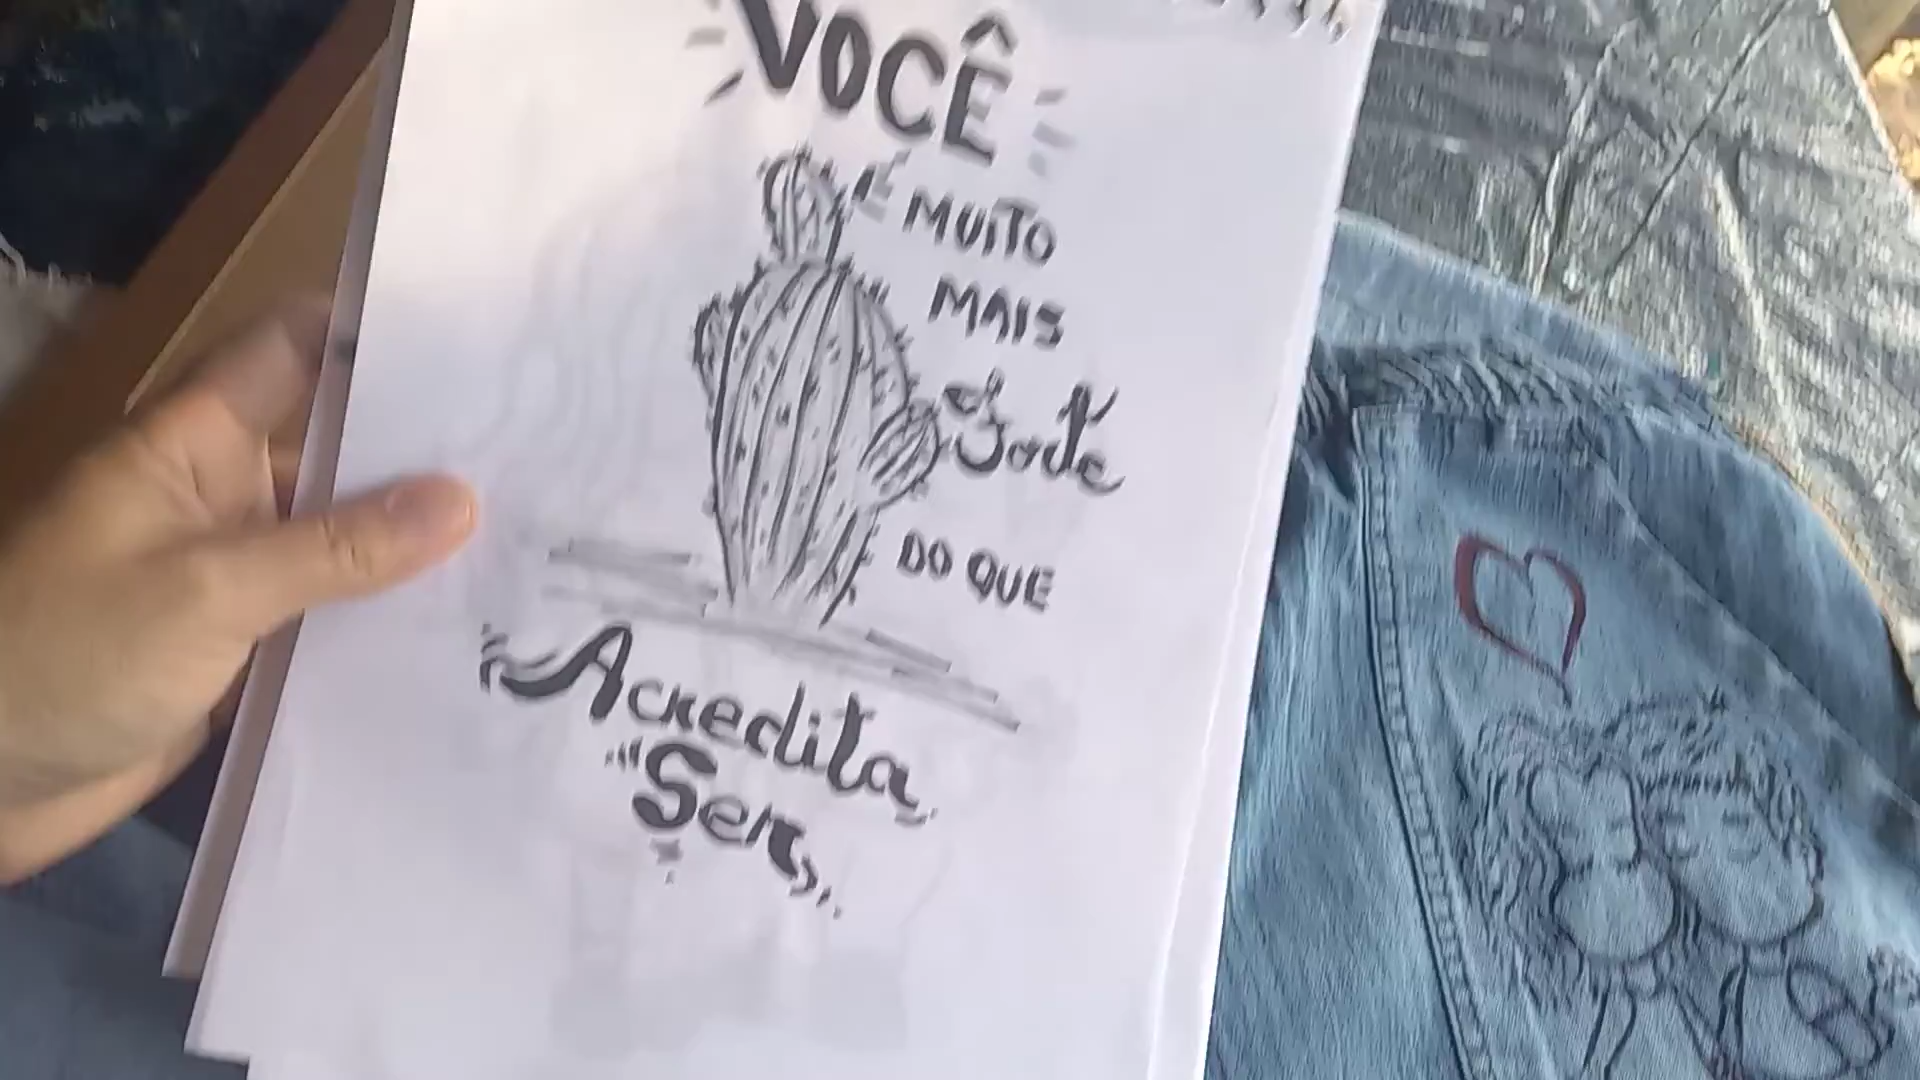 VOCÊ
É MUITO
MAIS
Forte
DO QUE
Acredita
Ser